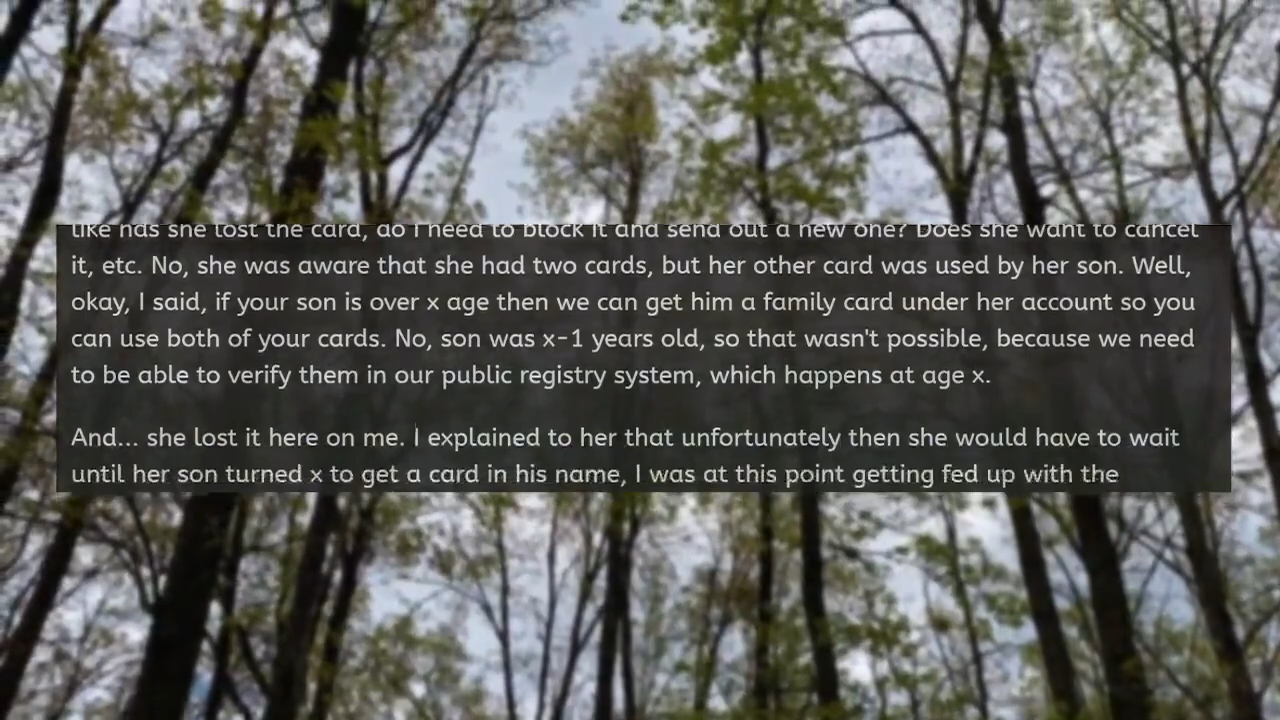 like has she lost the card, do I need to block it and send out a new one? Does she want to cancel
it, etc. No, she was aware that she had two cards, but her other card was used by her son. Well,
okay, I said, if your son is over x age then we can get him a family card under her account so you
can use both of your cards. No, son was x-1 years old, so that wasn't possible, because we need
to be able to verify them in our public registry system, which happens at age x.
And... she lost it here on me. I explained to her that unfortunately then she would have to wait
until her son turned x to get a card in his name, I was at this point getting fed up with the